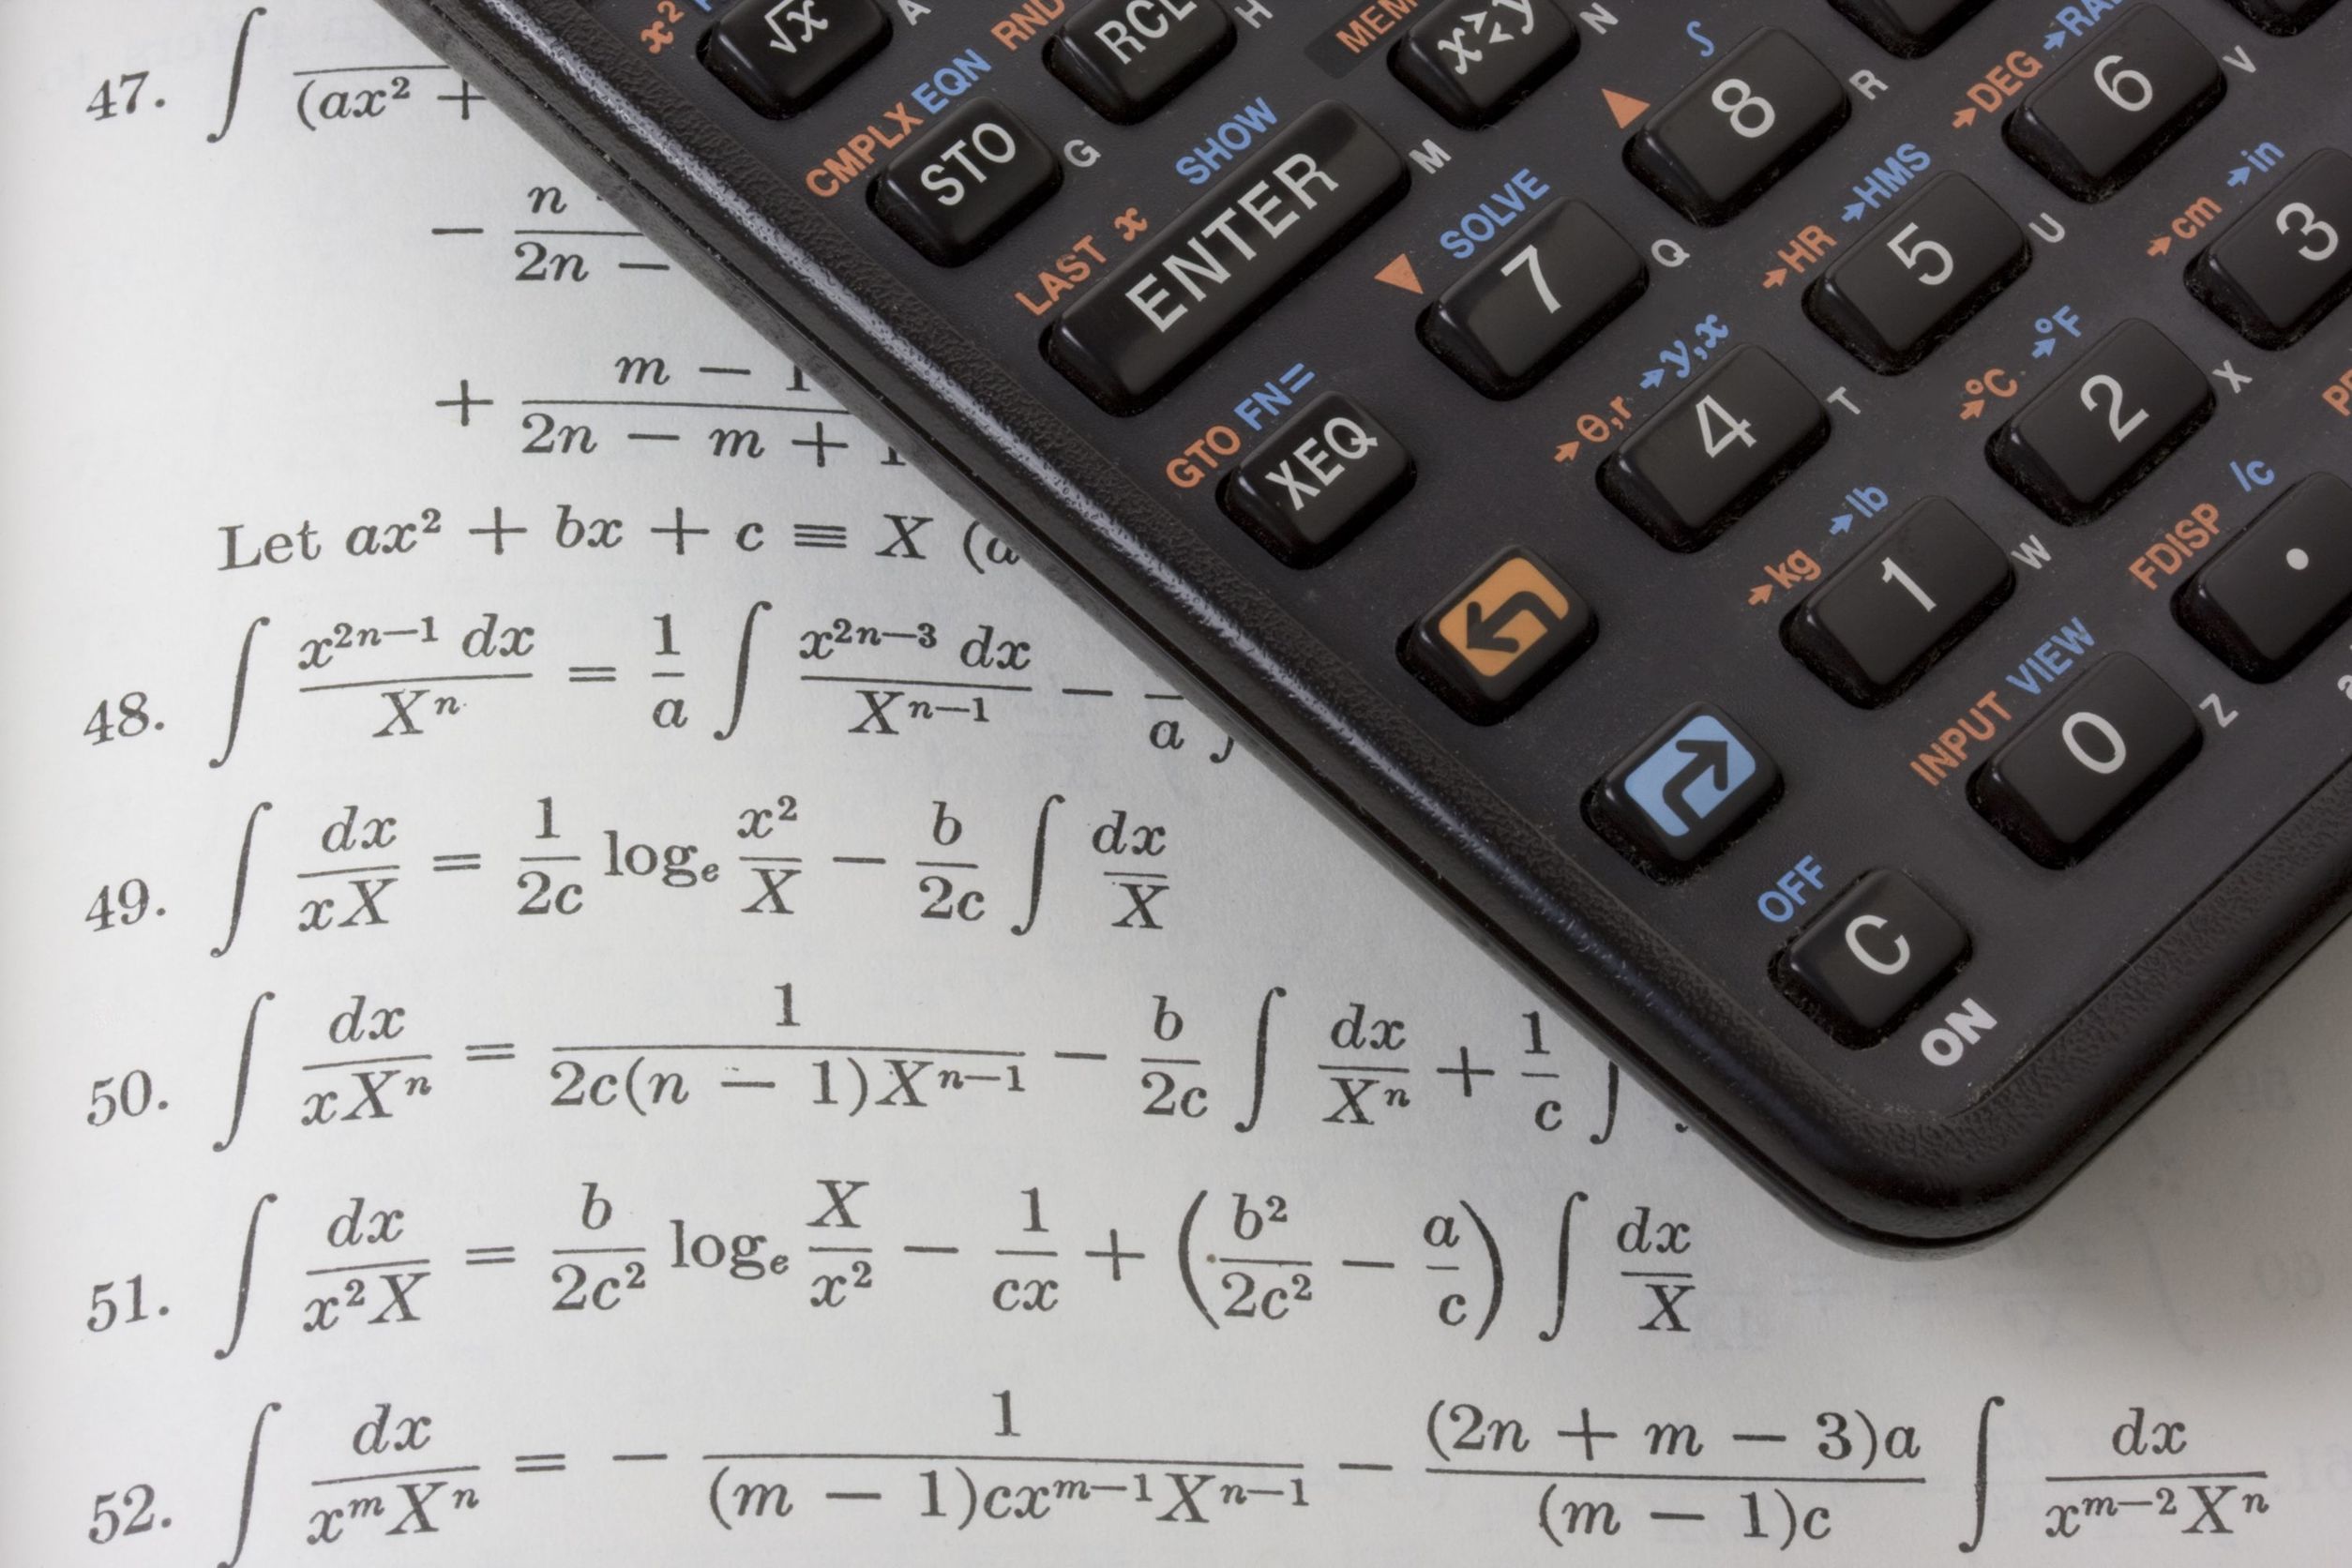 47. ∫ (ax² +
− n / 2n −
+ m − 1 / 2n − m + 1
Let ax² + bx + c ≡ X (a
48. ∫ x²ⁿ⁻¹ dx / Xⁿ = 1/a ∫ x²ⁿ⁻³ dx / Xⁿ⁻¹ − / a ∫
49. ∫ dx / xX = 1/2c logₑ x²/X − b/2c ∫ dx/X
50. ∫ dx / xXⁿ = 1 / 2c(n − 1)Xⁿ⁻¹ − b/2c ∫ dx/Xⁿ + 1/c ∫
51. ∫ dx / x²X = b/2c² logₑ X/x² − 1/cx + (b²/2c² − a/c) ∫ dx/X
52. ∫ dx / xᵐXⁿ = − 1 / (m − 1)cxᵐ⁻¹Xⁿ⁻¹ − (2n + m − 3)a / (m − 1)c ∫ dx / xᵐ⁻²Xⁿ
x²
√x A
RND
RCL H
MEM
x≷y N
CMPLX EQN
STO G
LAST x SHOW
ENTER M
▲ ∫
8 R
→DEG
6 V
▼ SOLVE
7 Q
→HR →HMS
5 U
→cm →in
3
GTO FN=
XEQ
→θ,r →y,x
4 T
→°C →°F
2 X
→kg →lb
1 W
FDISP /c
.
INPUT VIEW
0 Z
OFF
C
ON